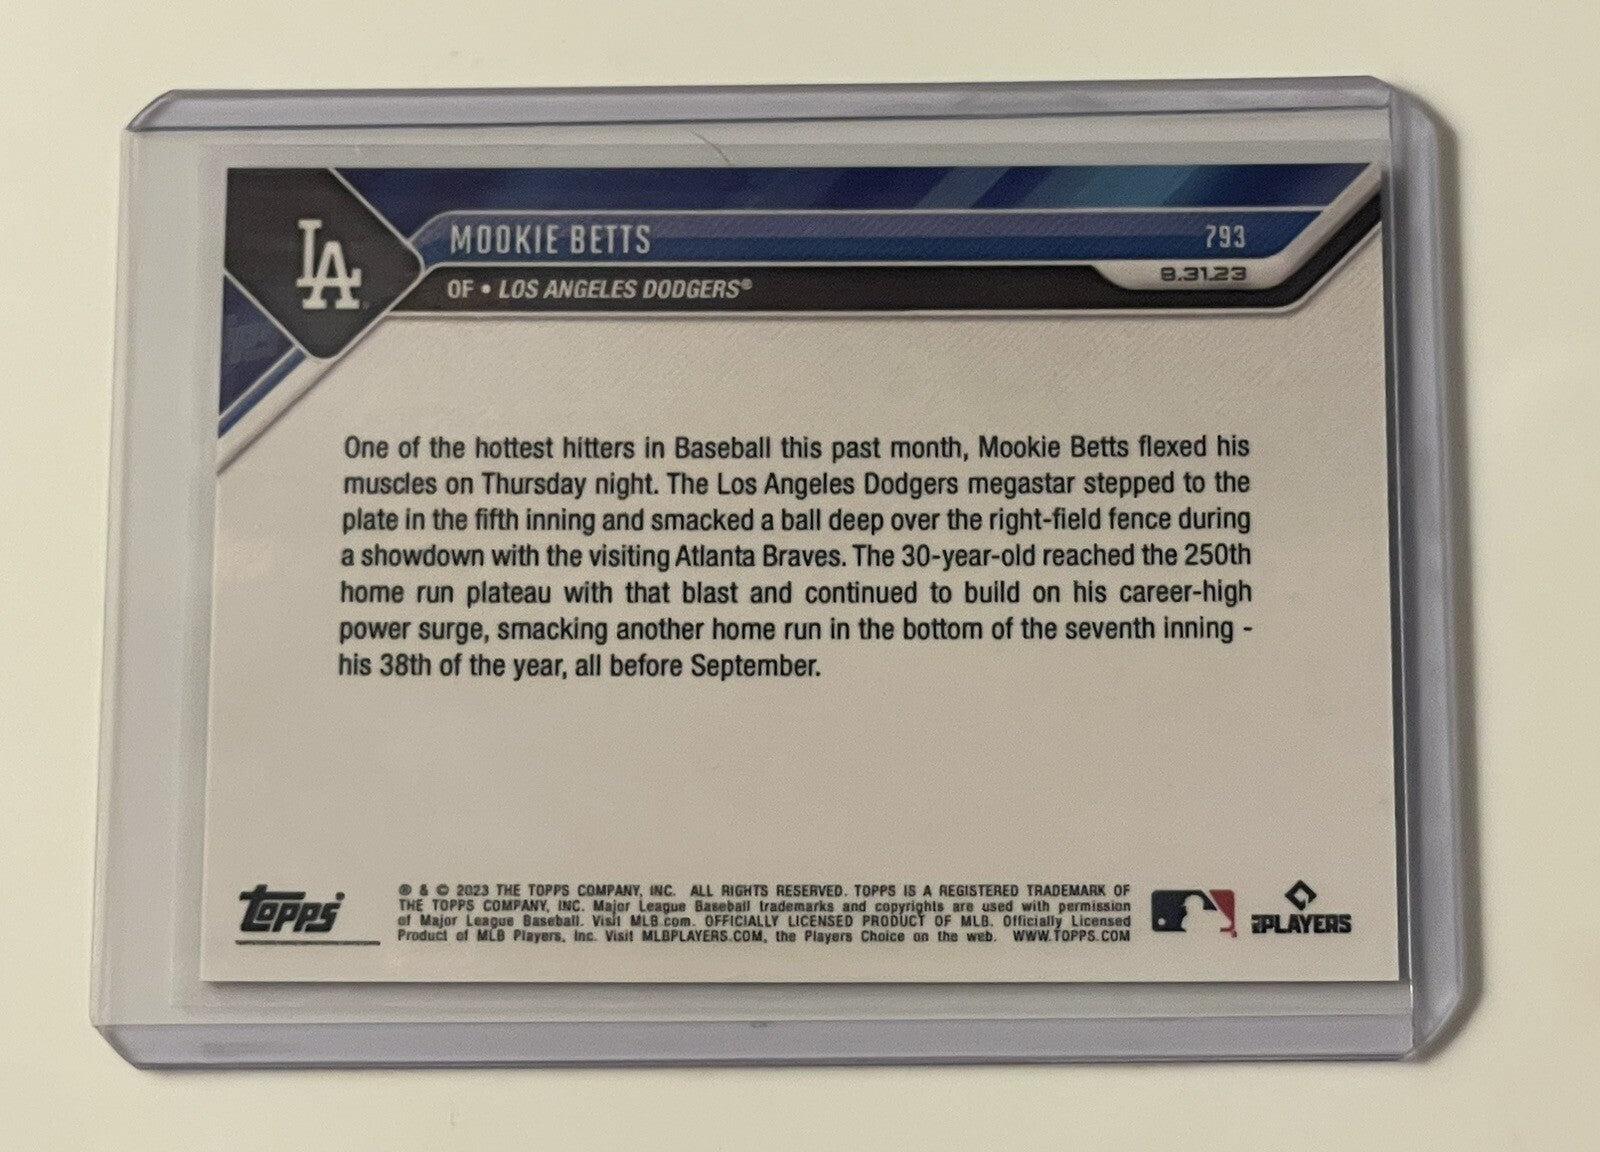 LA
MOOKIE BETTS
793
OF • LOS ANGELES DODGERS®
8.31.23
One of the hottest hitters in Baseball this past month, Mookie Betts flexed his
muscles on Thursday night. The Los Angeles Dodgers megastar stepped to the
plate in the fifth inning and smacked a ball deep over the right-field fence during
a showdown with the visiting Atlanta Braves. The 30-year-old reached the 250th
home run plateau with that blast and continued to build on his career-high
power surge, smacking another home run in the bottom of the seventh inning -
his 38th of the year, all before September.
Topps
® & © 2023 THE TOPPS COMPANY, INC. ALL RIGHTS RESERVED. TOPPS IS A REGISTERED TRADEMARK OF
THE TOPPS COMPANY, INC. Major League Baseball trademarks and copyrights are used with permission
of Major League Baseball. Visit MLB.com. OFFICIALLY LICENSED PRODUCT OF MLB. Officially Licensed
Product of MLB Players, Inc. Visit MLBPLAYERS.COM, the Players Choice on the web. WWW.TOPPS.COM
PLAYERS